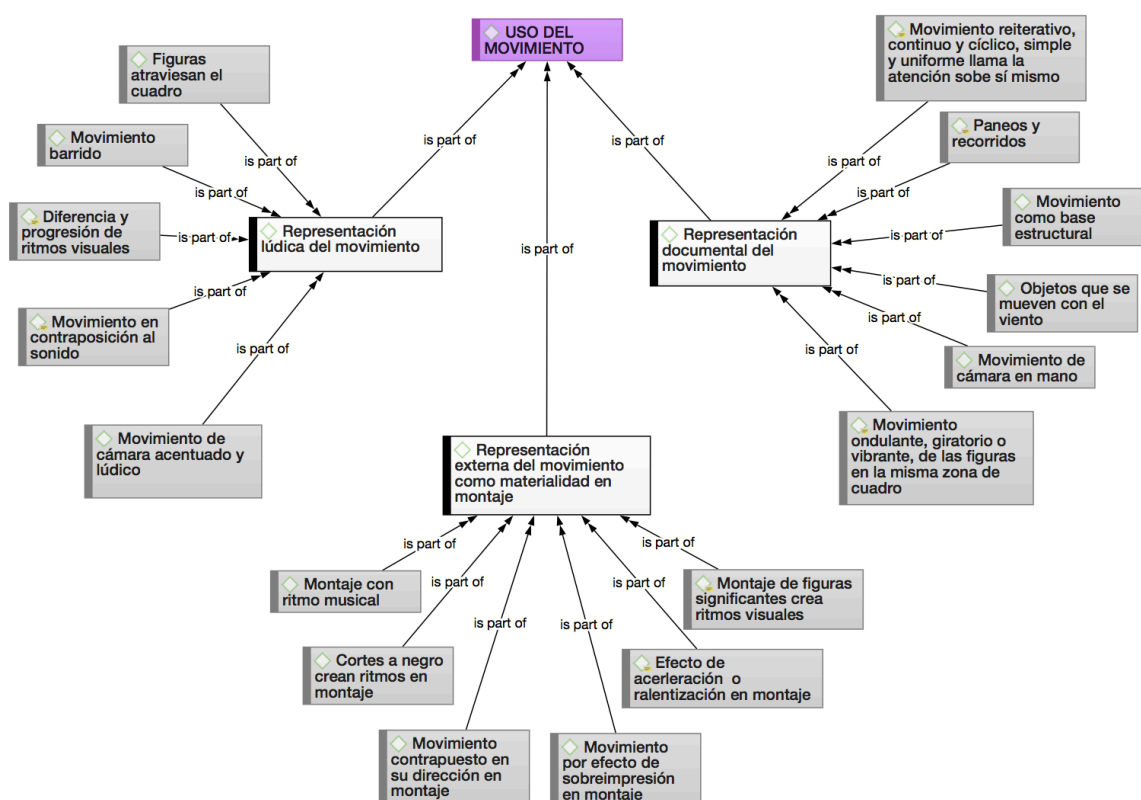 USO DEL
MOVIMIENTO
Figuras
atraviesan el
cuadro
Movimiento reiterativo,
continuo y cíclico, simple
y uniforme llama la
atención sobe sí mismo
Movimiento
barrido
Paneos y
recorridos
is part of
is part of
is part of
is part of
is part of
is part of
Diferencia y
progresión de
ritmos visuales
is part of
Representación
lúdica del movimiento
is part of
Representación
documental del
movimiento
is part of
Movimiento
como base
estructural
is part of
is part of
Objetos que se
mueven con el
viento
Movimiento en
contraposición al
sonido
is part of
is part of
is part of
Movimiento de
cámara en mano
Movimiento de
cámara acentuado y
lúdico
Representación
externa del movimiento
como materialidad en
montaje
Movimiento
ondulante, giratorio o
vibrante, de las figuras
en la misma zona de
cuadro
is part of
is part of
is part of
is part of
is part of
is part of
Montaje con
ritmo musical
Montaje de figuras
significantes crea
ritmos visuales
Cortes a negro
crean ritmos en
montaje
Efecto de
acerleración o
ralentización en montaje
Movimiento
contrapuesto en
su dirección en
montaje
Movimiento
por efecto de
sobreimpresión
en montaje